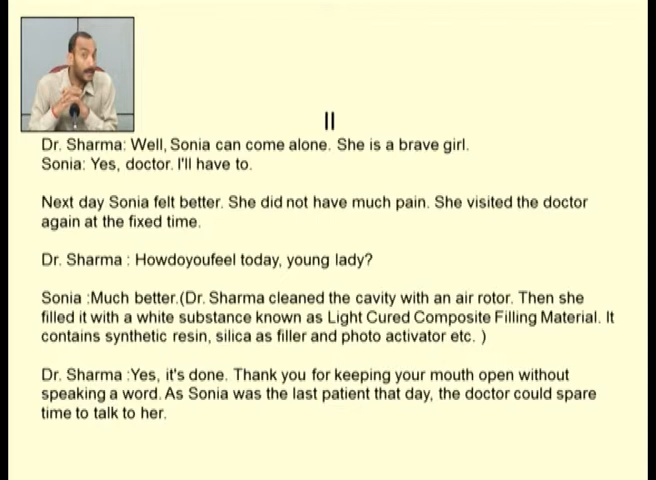 II
Dr. Sharma: Well, Sonia can come alone. She is a brave girl.
Sonia: Yes, doctor. I'll have to.
Next day Sonia felt better. She did not have much pain. She visited the doctor
again at the fixed time.
Dr. Sharma : Howdoyoufeel today, young lady?
Sonia :Much better.(Dr. Sharma cleaned the cavity with an air rotor. Then she
filled it with a white substance known as Light Cured Composite Filling Material. It
contains synthetic resin, silica as filler and photo activator etc. )
Dr. Sharma :Yes, it's done. Thank you for keeping your mouth open without
speaking a word. As Sonia was the last patient that day, the doctor could spare
time to talk to her.